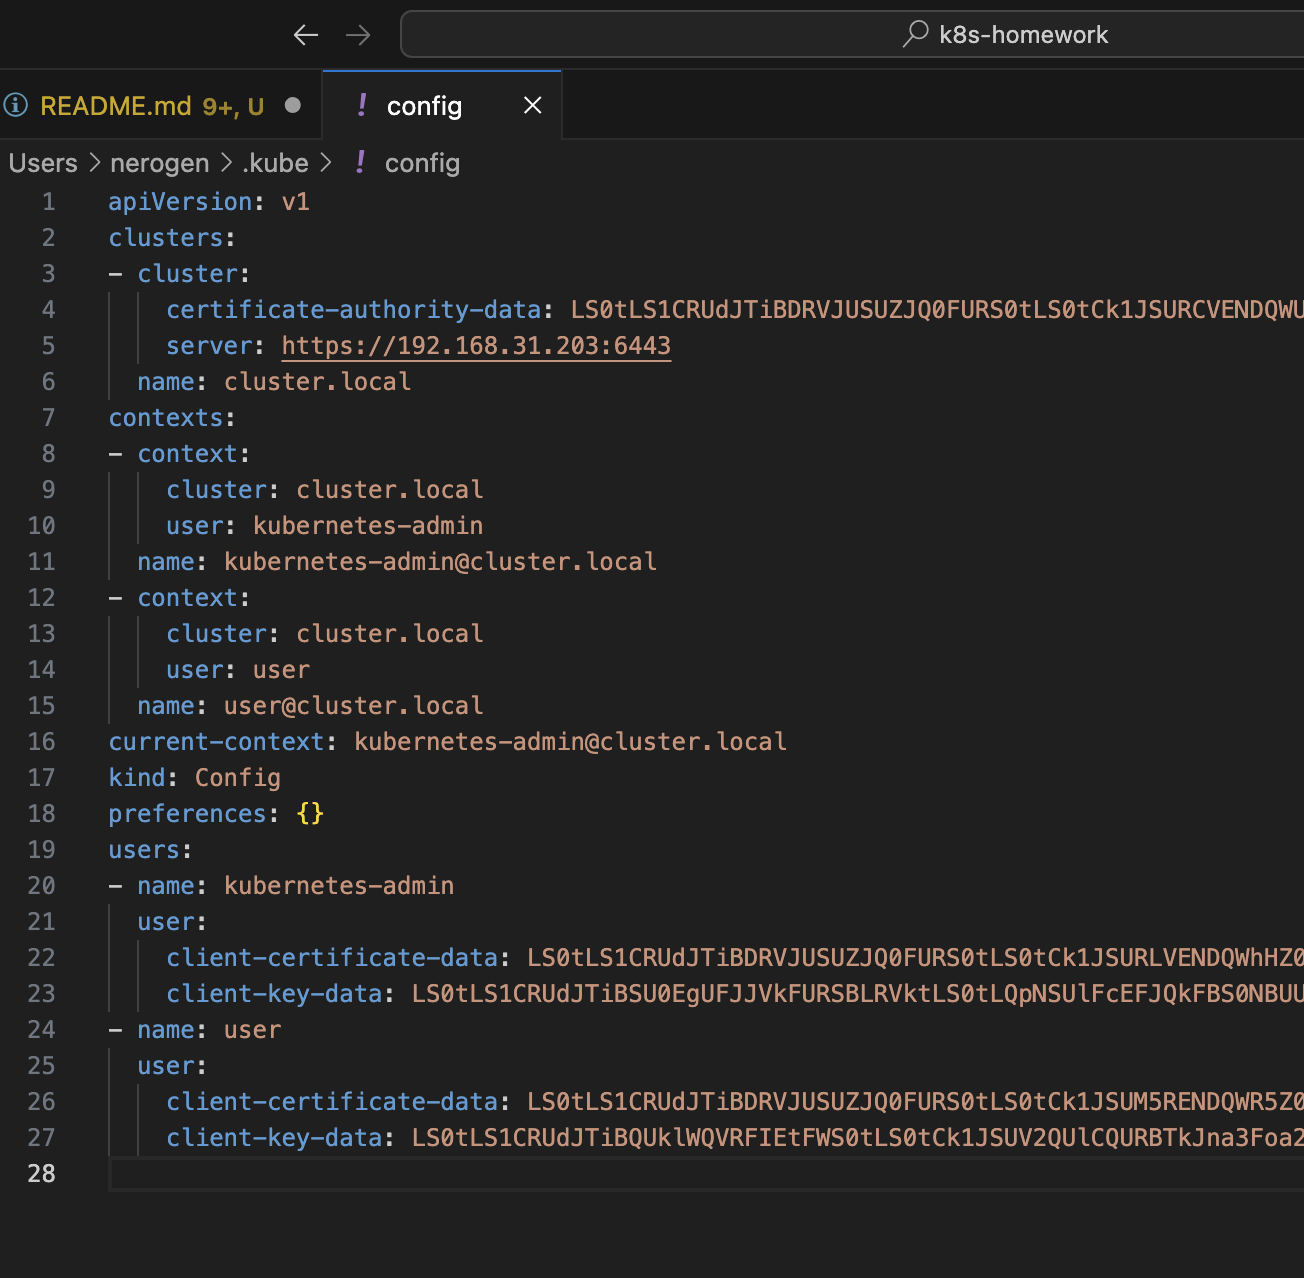 k8s-homework
README.md 9+, U
config
Users > nerogen > .kube > ! config
1 apiVersion: v1
2 clusters:
3 - cluster:
4 certificate-authority-data: LS0tLS1CRUdJTiBDRVJUSUZJQ0FURS0tLS0tCk1JSURCVENDQWU
5 server: https://192.168.31.203:6443
6 name: cluster.local
7 contexts:
8 - context:
9 cluster: cluster.local
10 user: kubernetes-admin
11 name: kubernetes-admin@cluster.local
12 - context:
13 cluster: cluster.local
14 user: user
15 name: user@cluster.local
16 current-context: kubernetes-admin@cluster.local
17 kind: Config
18 preferences: {}
19 users:
20 - name: kubernetes-admin
21 user:
22 client-certificate-data: LS0tLS1CRUdJTiBDRVJUSUZJQ0FURS0tLS0tCk1JSURLVENDQWhHZ0
23 client-key-data: LS0tLS1CRUdJTiBSU0EgUFJJVkFURSBLRVktLS0tLQpNSUlFcEFJQkFBS0NBUU
24 - name: user
25 user:
26 client-certificate-data: LS0tLS1CRUdJTiBDRVJUSUZJQ0FURS0tLS0tCk1JSUM5RENDQWR5Z0
27 client-key-data: LS0tLS1CRUdJTiBQUklWQVRFIEtFWS0tLS0tCk1JSUV2QUlCQURBTkJna3Foa2
28